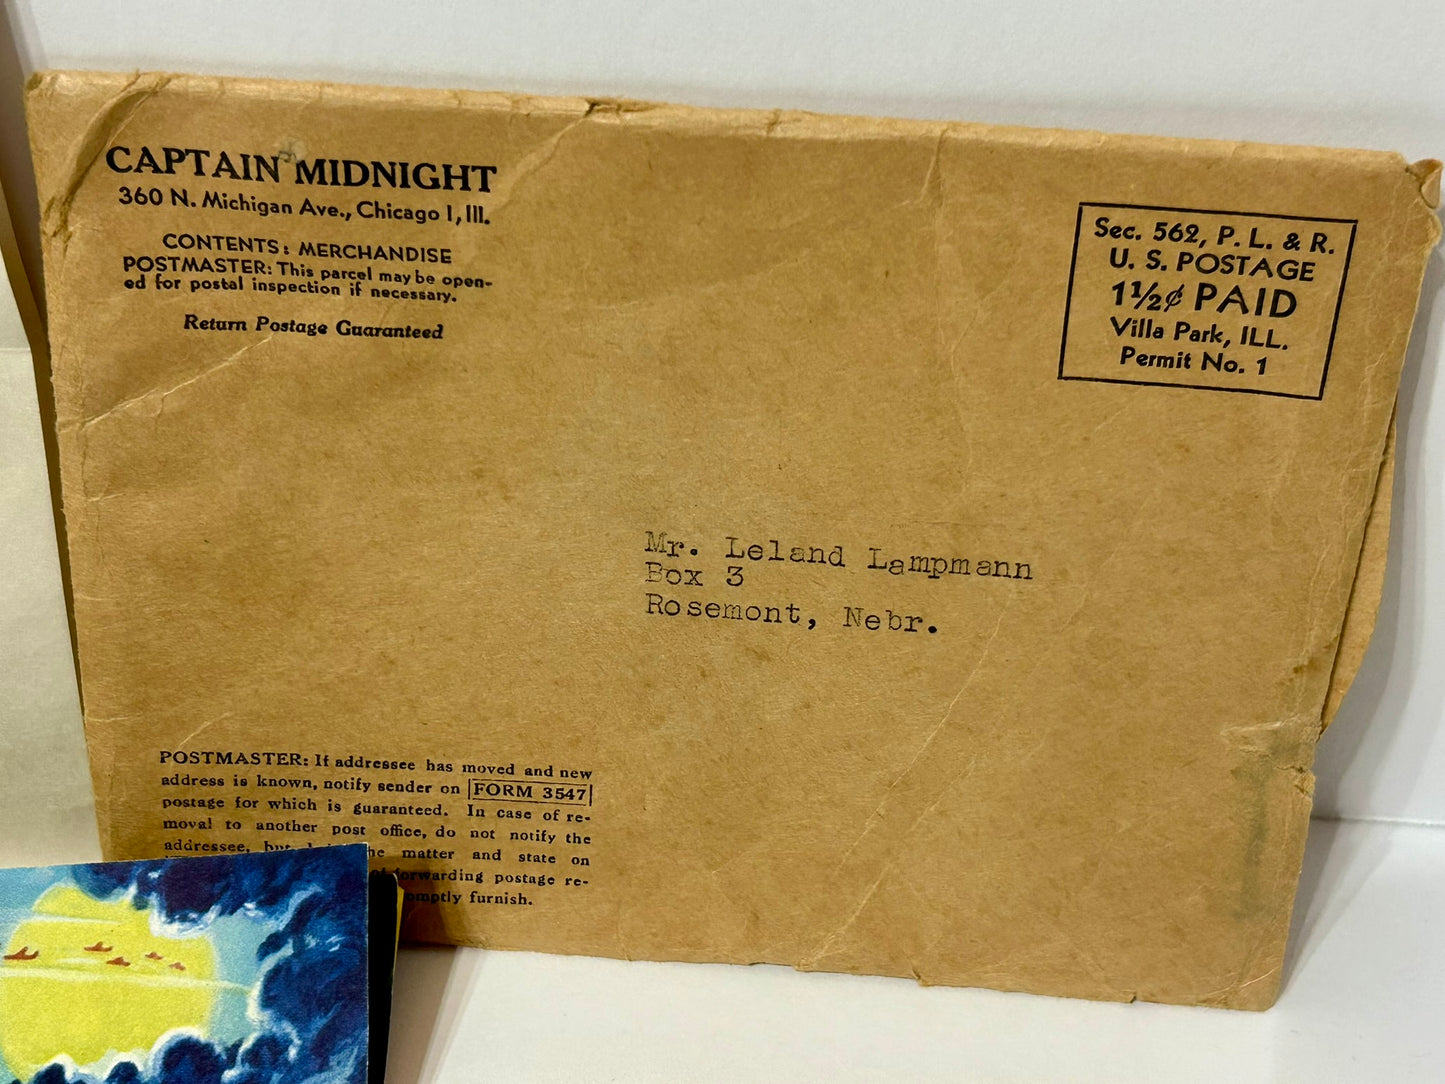 CAPTAIN MIDNIGHT
360 N. Michigan Ave., Chicago 1, Ill.
CONTENTS: MERCHANDISE
POSTMASTER: This parcel may be open-
ed for postal inspection if necessary.
Return Postage Guaranteed
Sec. 562, P. L. & R.
U. S. POSTAGE
1½¢ PAID
Villa Park, ILL.
Permit No. 1
Mr. Leland Lampmann
Box 3
Rosemont, Nebr.
POSTMASTER: If addressee has moved and new
address is known, notify sender on FORM 3547
postage for which is guaranteed. In case of re-
moval to another post office, do not notify the
addressee, but matter and state on
forwarding postage re-
furnish.